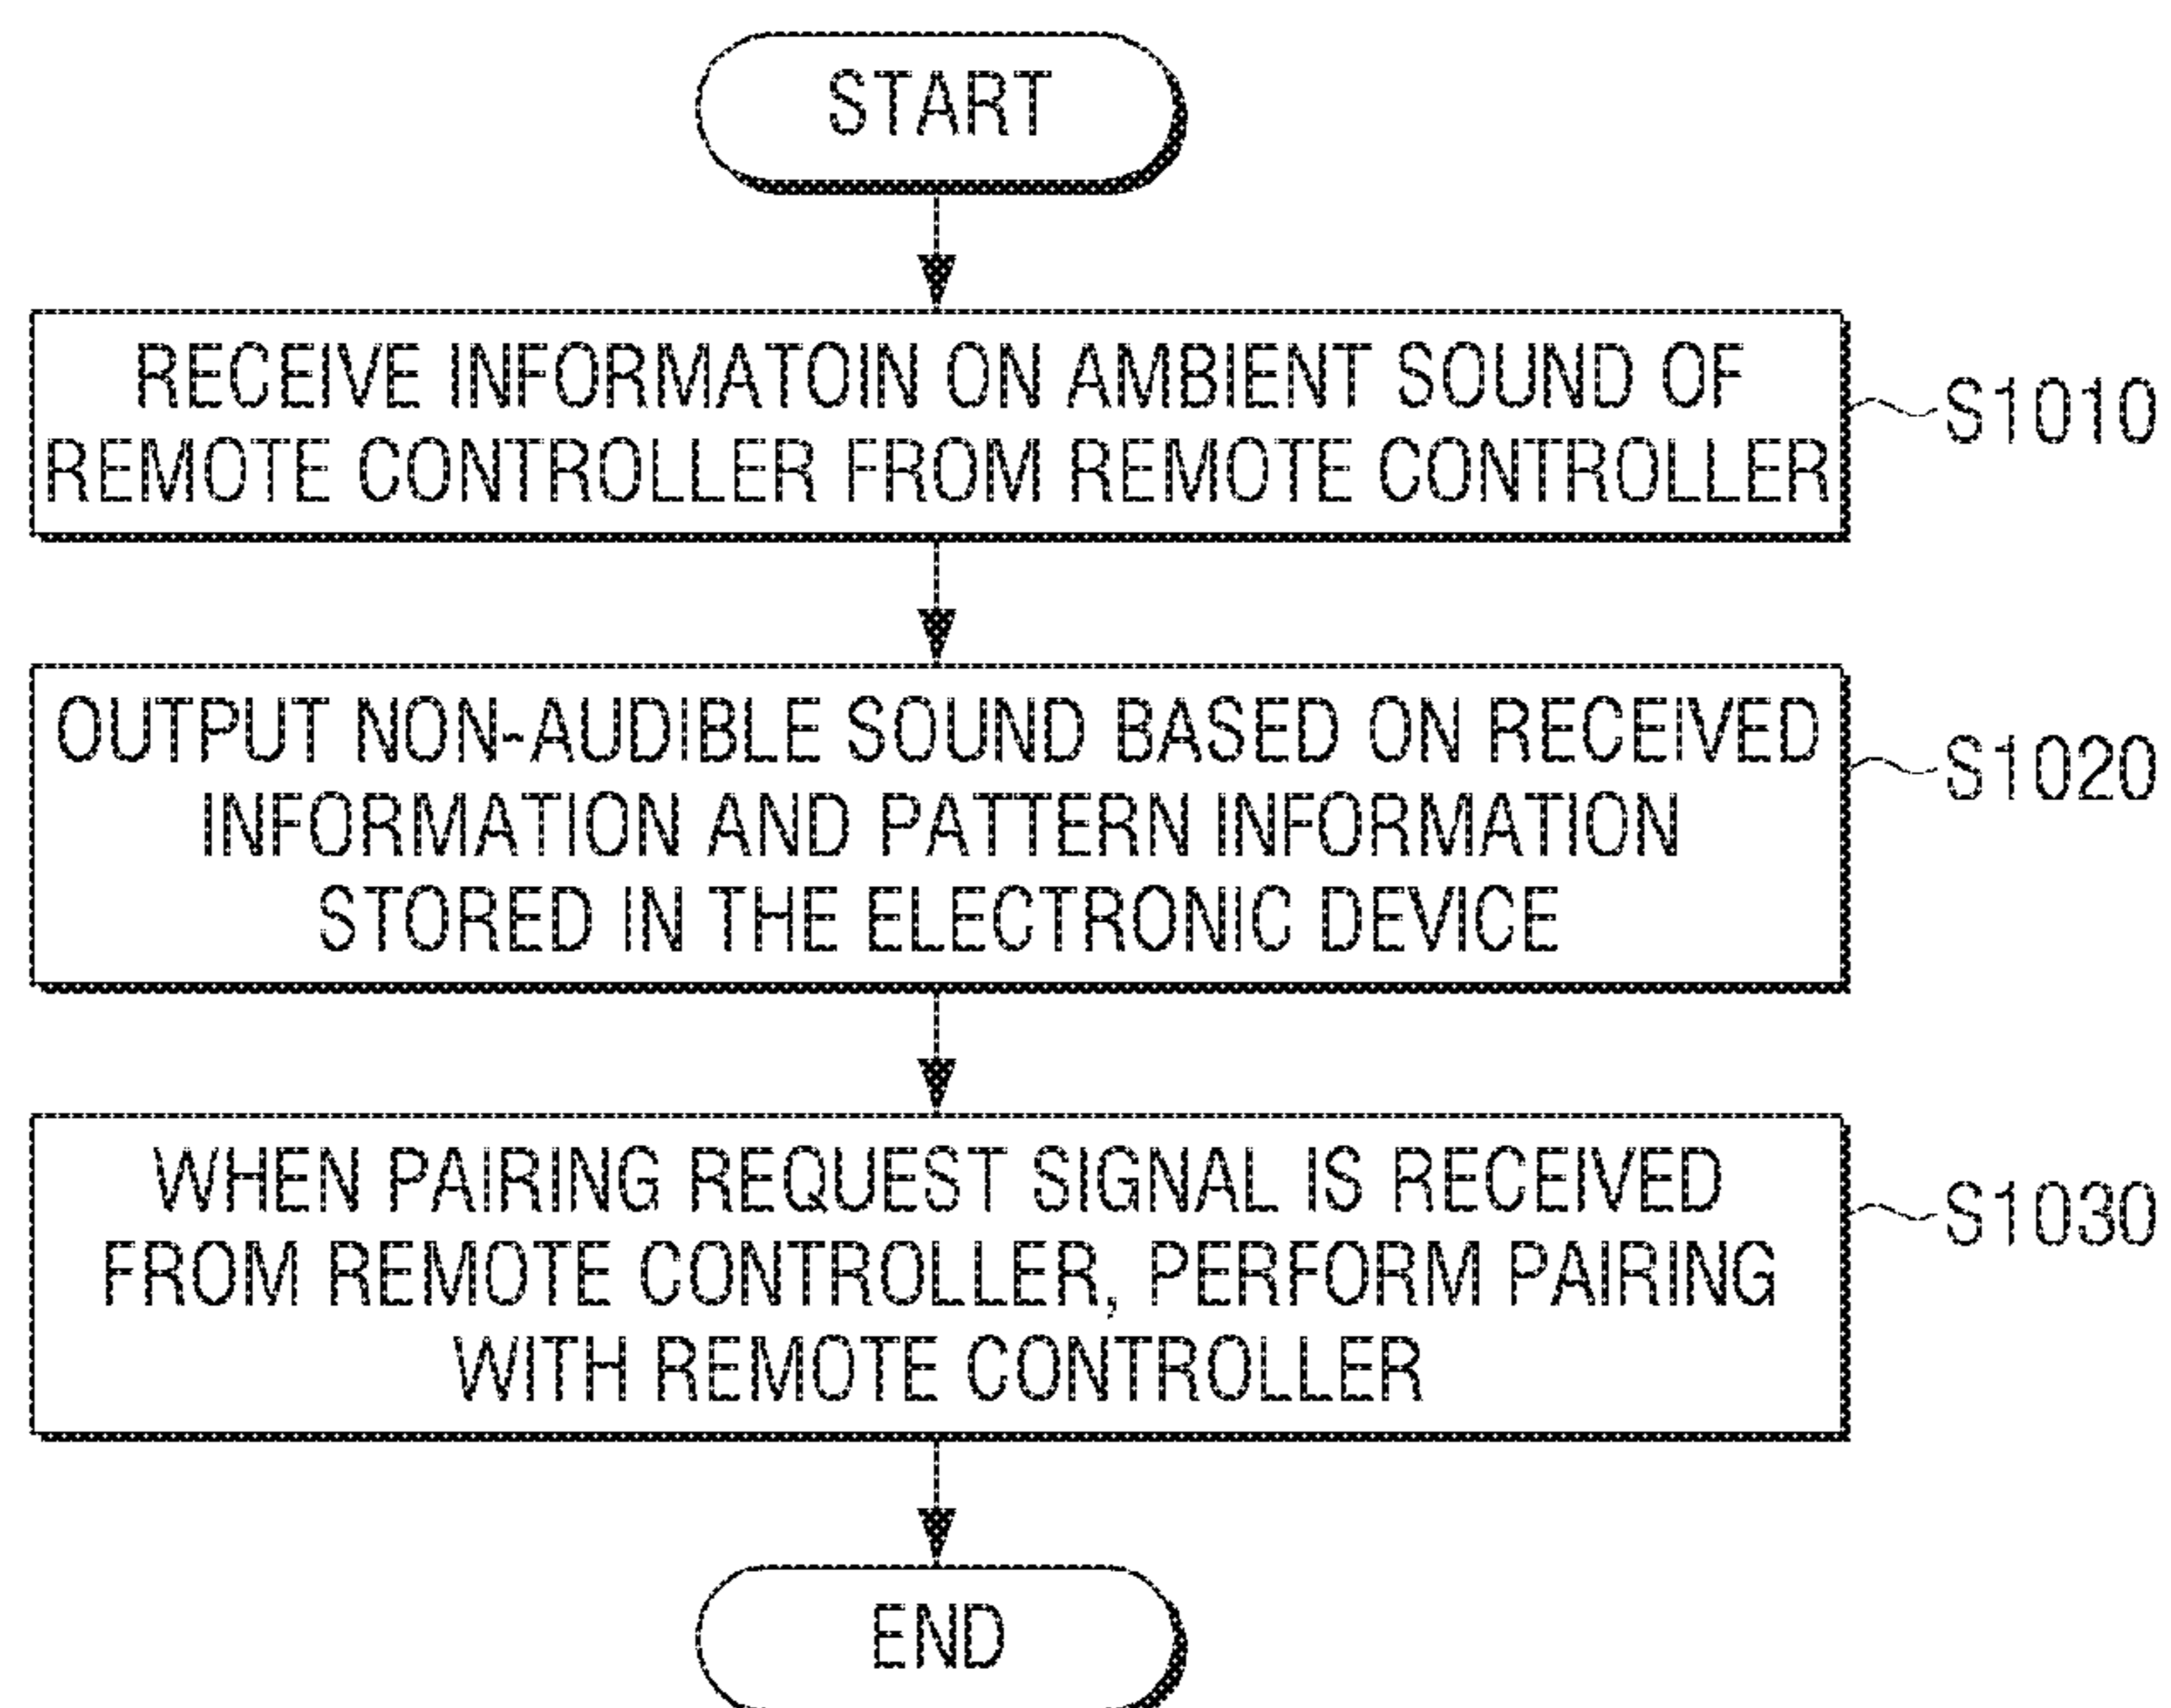 START
RECEIVE INFORMATOIN ON AMBIENT SOUND OF
REMOTE CONTROLLER FROM REMOTE CONTROLLER
S1010
OUTPUT NON-AUDIBLE SOUND BASED ON RECEIVED
INFORMATION AND PATTERN INFORMATION
STORED IN THE ELECTRONIC DEVICE
S1020
WHEN PAIRING REQUEST SIGNAL IS RECEIVED
FROM REMOTE CONTROLLER, PERFORM PAIRING
WITH REMOTE CONTROLLER
S1030
END